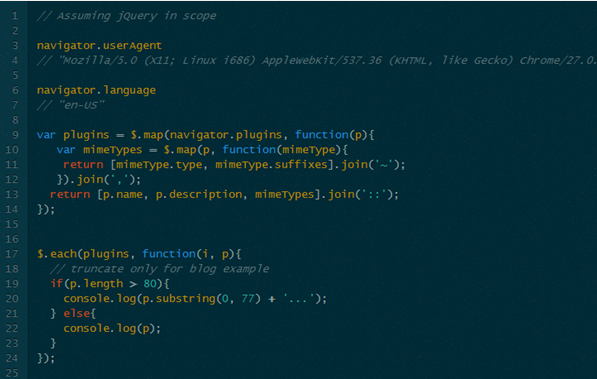 1 // Assuming jQuery in scope
2
3 navigator.userAgent
4 // "Mozilla/5.0 (X11; Linux i686) AppleWebKit/537.36 (KHTML, like Gecko) Chrome/27.0.
5
6 navigator.language
7 // "en-US"
8
9 var plugins = $.map(navigator.plugins, function(p){
10 var mimeTypes = $.map(p, function(mimeType){
11 return [mimeType.type, mimeType.suffixes].join('~');
12 }).join(',');
13 return [p.name, p.description, mimeTypes].join('::');
14 });
15
16
17 $.each(plugins, function(i, p){
18 // truncate only for blog example
19 if(p.length > 80){
20 console.log(p.substring(0, 77) + '...');
21 } else{
22 console.log(p);
23 }
24 });
25